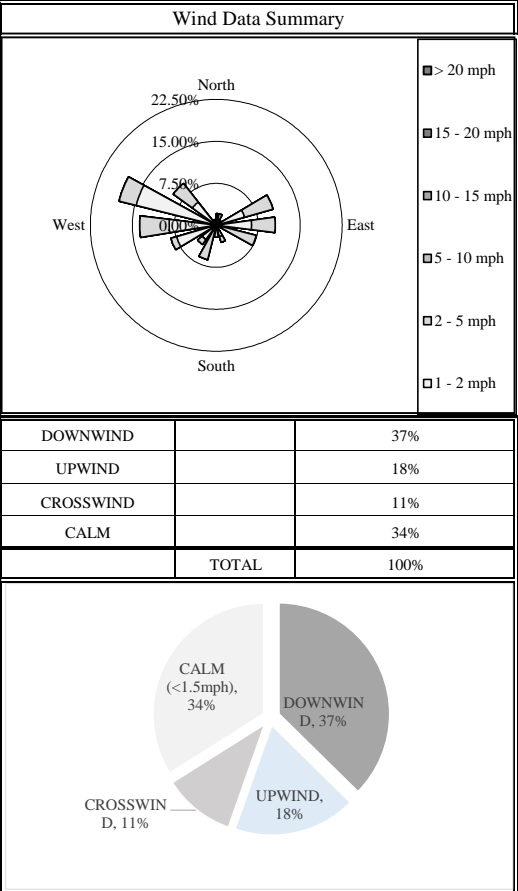 Wind Data Summary
North
22.50%
15.00%
7.50%
0.00%
West
East
South
> 20 mph
15 - 20 mph
10 - 15 mph
5 - 10 mph
2 - 5 mph
1 - 2 mph
DOWNWIND 37%
UPWIND 18%
CROSSWIND 11%
CALM 34%
TOTAL 100%
CALM
(<1.5mph),
34%
DOWNWIN
D, 37%
UPWIND,
18%
CROSSWIN
D, 11%